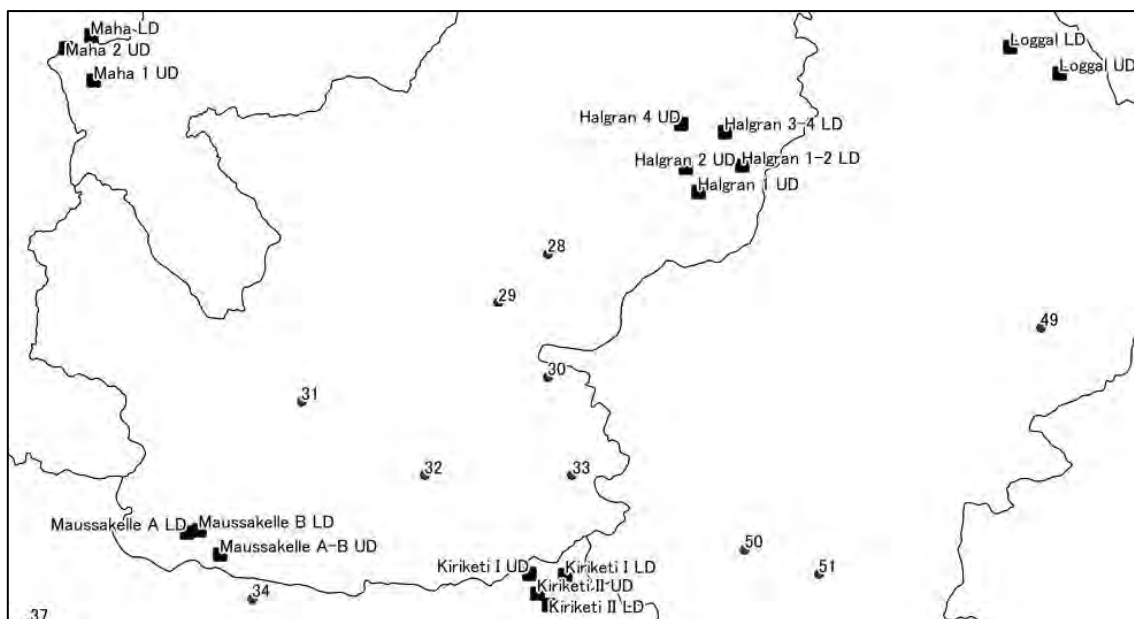 Maha LD
Maha 2 UD
Maha 1 UD
Loggal LD
Loggal UD
Halgran 4 UD
Halgran 3-4 LD
Halgran 2 UD
Halgran 1-2 LD
Halgran 1 UD
28
29
49
30
31
32
33
Maussakelle A LD
Maussakelle B LD
Maussakelle A-B UD
50
51
Kiriketi I UD
Kiriketi I LD
Kiriketi II UD
Kiriketi II LD
34
37